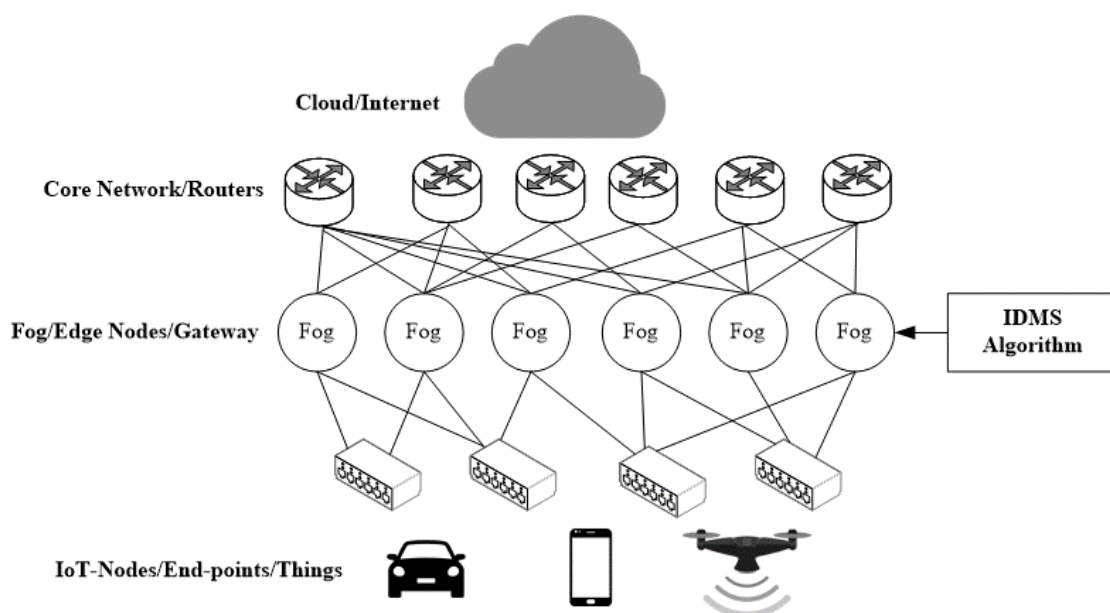 Cloud/Internet
Core Network/Routers
Fog/Edge Nodes/Gateway
Fog
Fog
Fog
Fog
Fog
Fog
IDMS
Algorithm
IoT-Nodes/End-points/Things